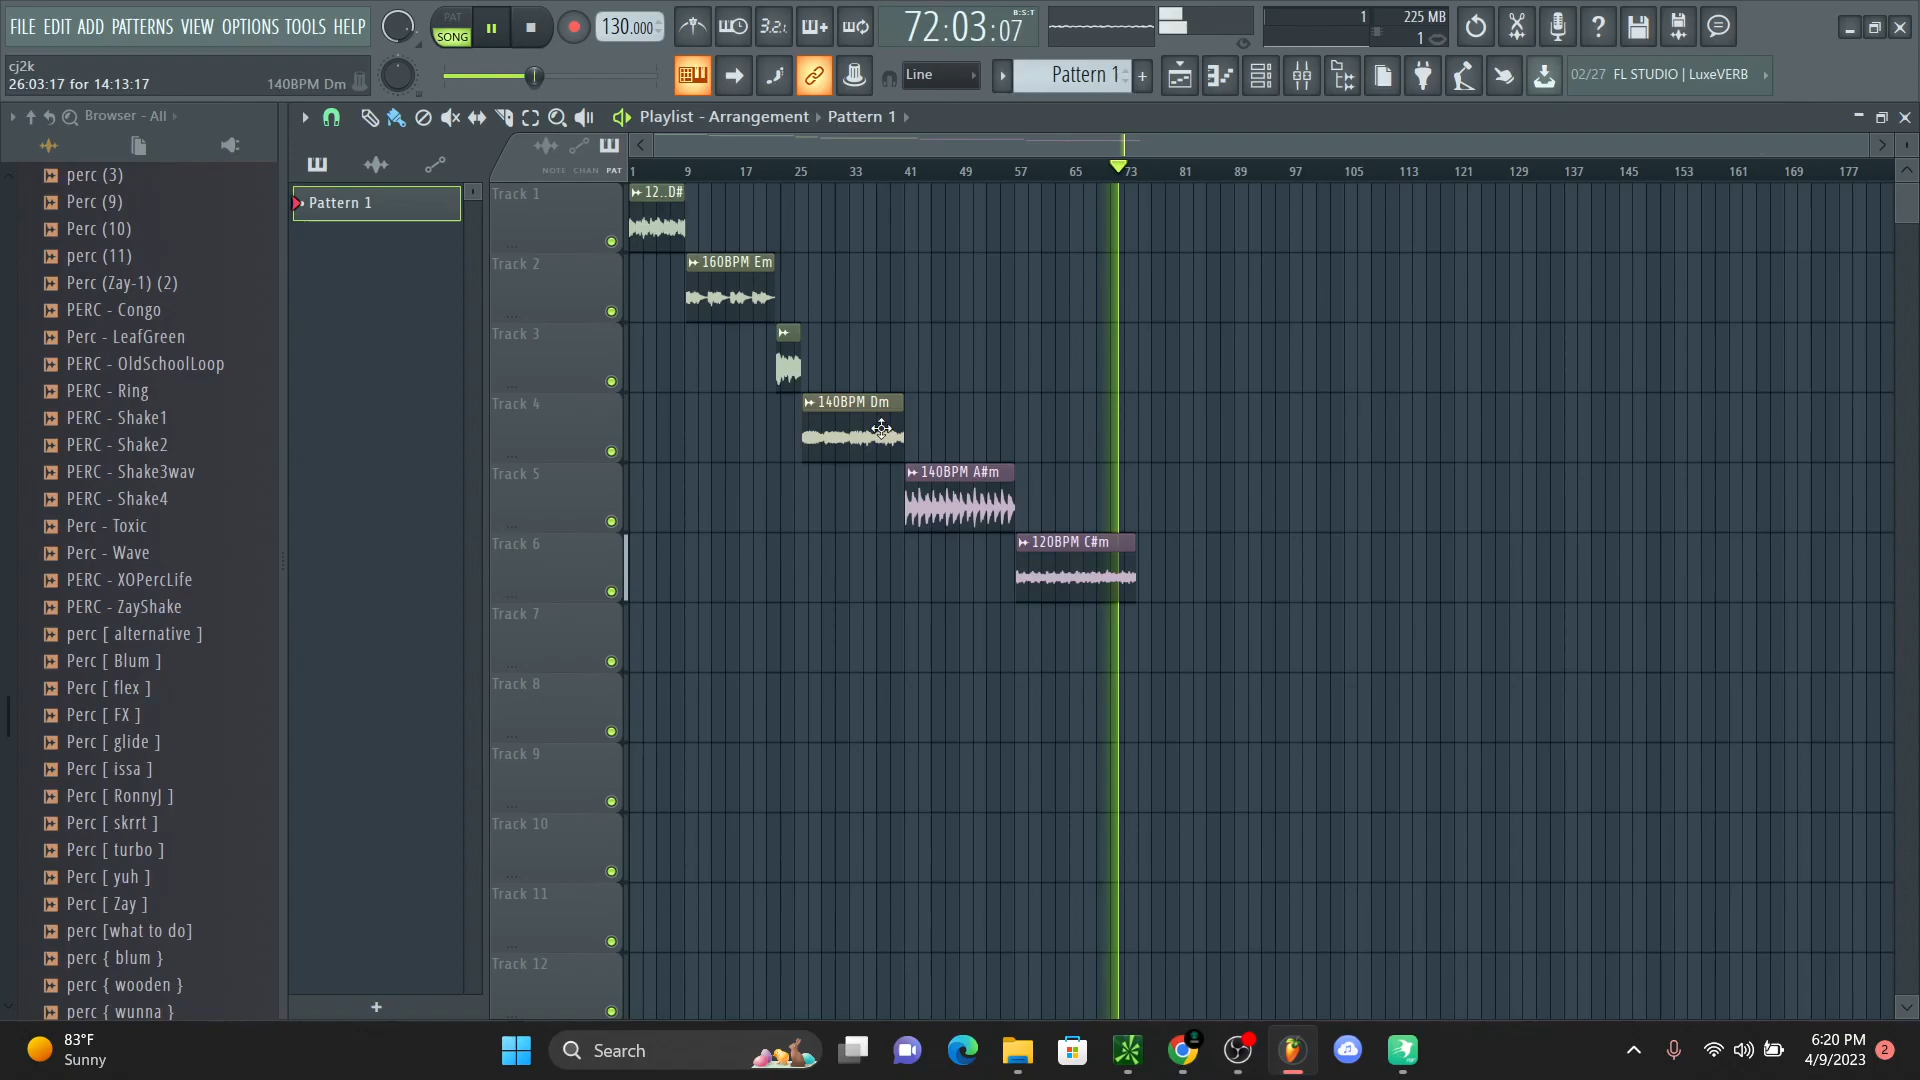 FILE EDIT ADD PATTERNS VIEW OPTIONS TOOLS HELP
PAT
SONG
130.000
3.2.
72:03:07
B:S:T
1
225 MB
1
cj2k
26:03:17 for 14:13:17
140BPM Dm
Line
Pattern 1
02/27 FL STUDIO | LuxeVERB
Browser - All
Playlist - Arrangement
Pattern 1
NOTE CHAN PAT
1 9 17 25 33 41 49 57 65 73 81 89 97 105 113 121 129 137 145 153 161 169 177
perc (3)
Perc (9)
Perc (10)
perc (11)
Perc (Zay-1) (2)
PERC - Congo
Perc - LeafGreen
PERC - OldSchoolLoop
PERC - Ring
PERC - Shake1
PERC - Shake2
PERC - Shake3wav
PERC - Shake4
Perc - Toxic
Perc - Wave
PERC - XOPercLife
PERC - ZayShake
perc [ alternative ]
Perc [ Blum ]
Perc [ flex ]
Perc [ FX ]
Perc [ glide ]
Perc [ issa ]
Perc [ RonnyJ ]
Perc [ skrrt ]
Perc [ turbo ]
Perc [ yuh ]
Perc [ Zay ]
perc [what to do]
perc { blum }
perc { wooden }
perc { wunna }
Pattern 1
Track 1
12..D#
Track 2
160BPM Em
Track 3
Track 4
140BPM Dm
Track 5
140BPM A#m
Track 6
120BPM C#m
Track 7
Track 8
Track 9
Track 10
Track 11
Track 12
83°F
Sunny
Search
6:20 PM
4/9/2023
2